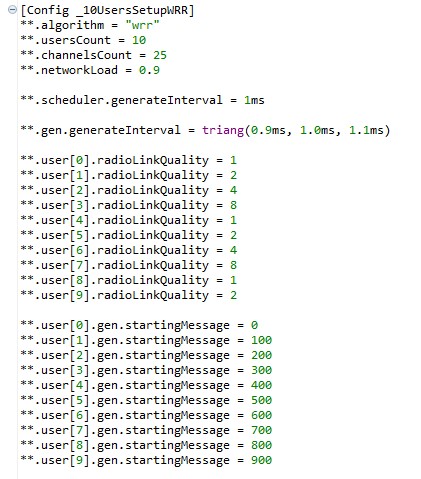 [Config _10UsersSetupWRR]
**.algorithm = "wrr"
**.usersCount = 10
**.channelsCount = 25
**.networkLoad = 0.9
**.scheduler.generateInterval = 1ms
**.gen.generateInterval = triang(0.9ms, 1.0ms, 1.1ms)
**.user[0].radioLinkQuality = 1
**.user[1].radioLinkQuality = 2
**.user[2].radioLinkQuality = 4
**.user[3].radioLinkQuality = 8
**.user[4].radioLinkQuality = 1
**.user[5].radioLinkQuality = 2
**.user[6].radioLinkQuality = 4
**.user[7].radioLinkQuality = 8
**.user[8].radioLinkQuality = 1
**.user[9].radioLinkQuality = 2
**.user[0].gen.startingMessage = 0
**.user[1].gen.startingMessage = 100
**.user[2].gen.startingMessage = 200
**.user[3].gen.startingMessage = 300
**.user[4].gen.startingMessage = 400
**.user[5].gen.startingMessage = 500
**.user[6].gen.startingMessage = 600
**.user[7].gen.startingMessage = 700
**.user[8].gen.startingMessage = 800
**.user[9].gen.startingMessage = 900